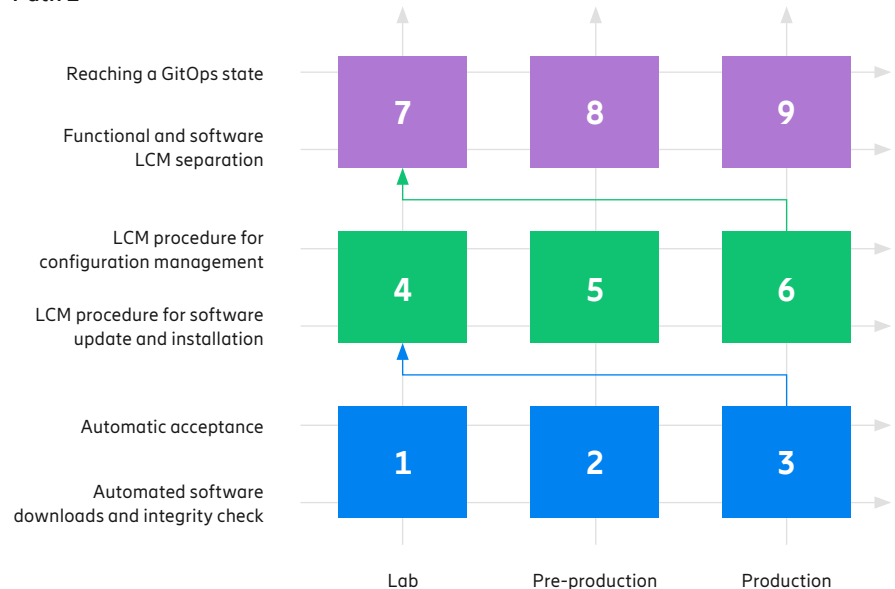 Reaching a GitOps state
7
8
9
Functional and software
LCM separation
LCM procedure for
configuration management
4
5
6
LCM procedure for software
update and installation
Automatic acceptance
1
2
3
Automated software
downloads and integrity check
Lab
Pre-production
Production